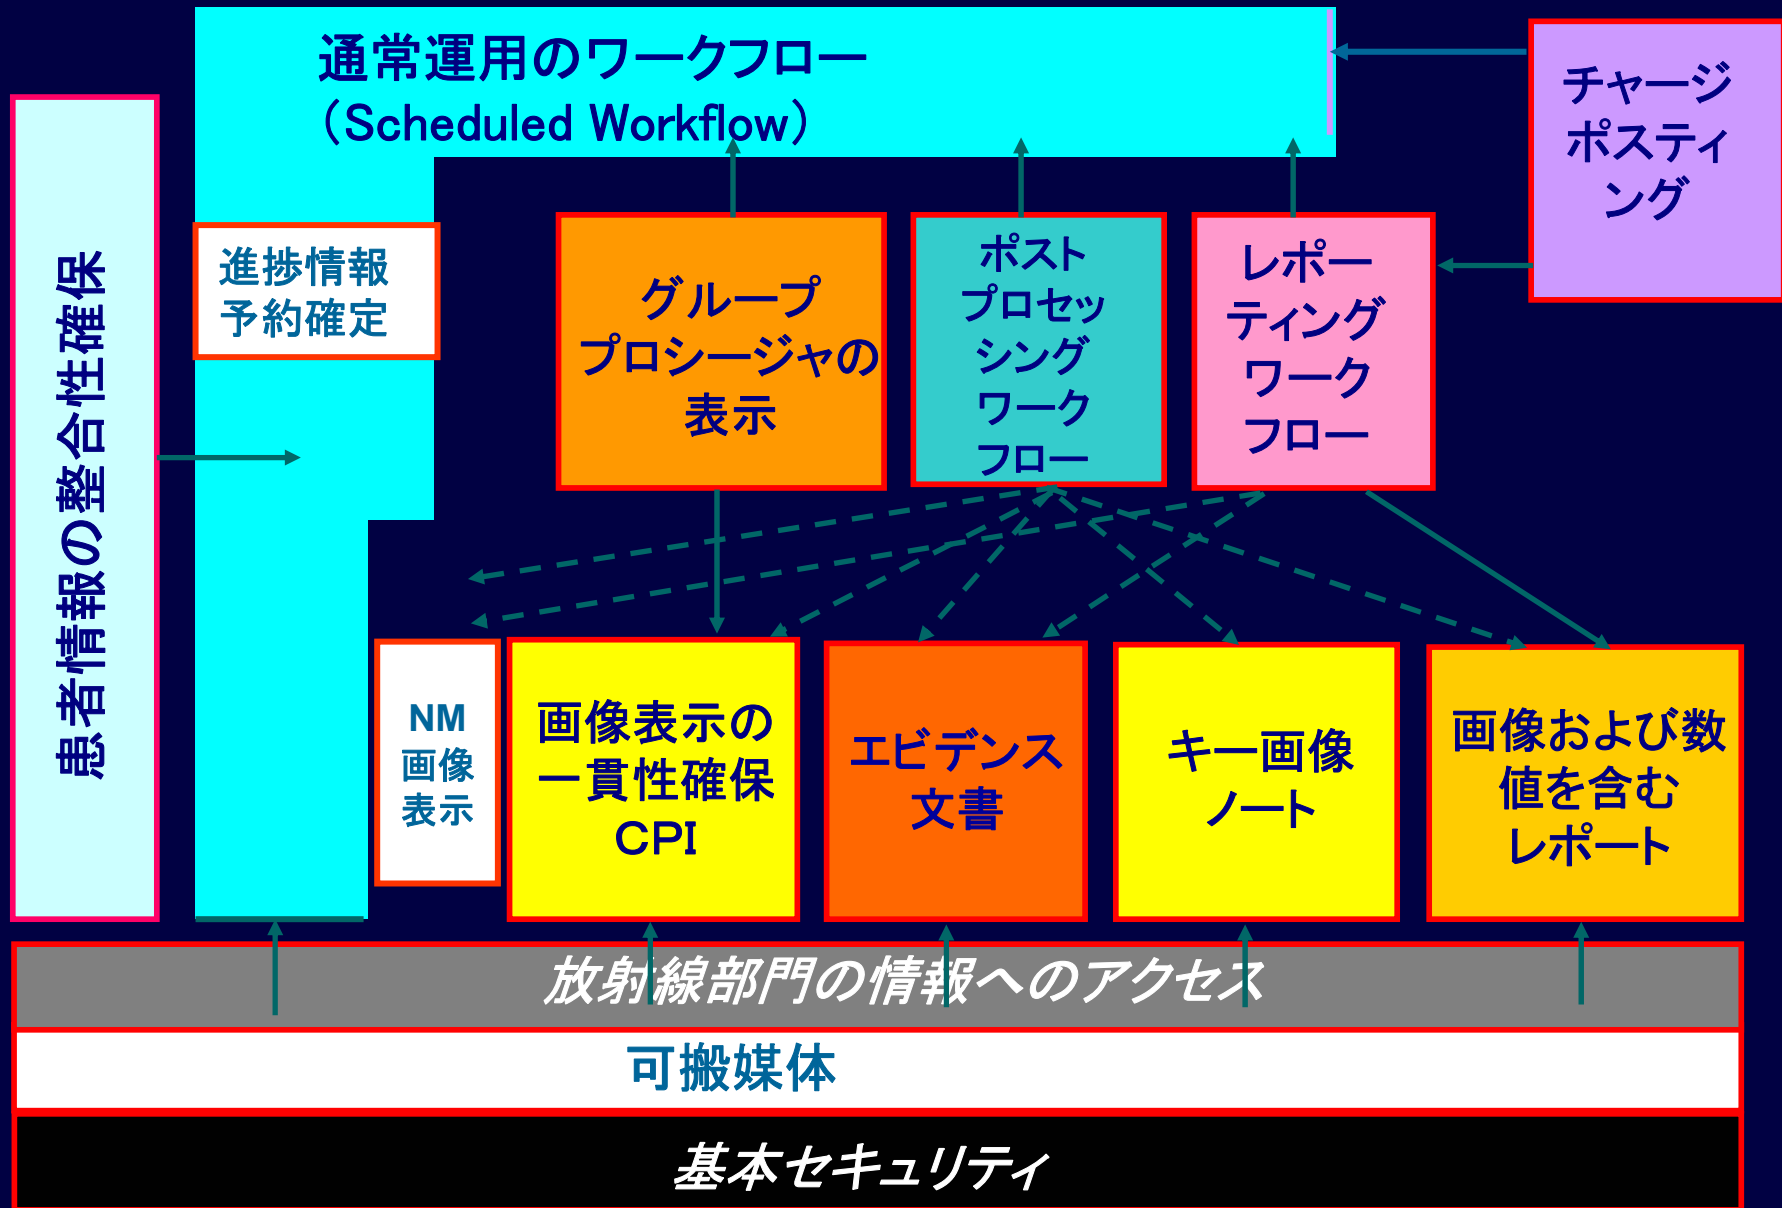 通常運用のワークフロー
（Scheduled Workflow）
チャージ
ポスティ
ング
患者情報の整合性確保
進捗情報
予約確定
グループ
プロシージャの
表示
ポスト
プロセッ
シング
ワーク
フロー
レポー
ティング
ワーク
フロー
NM
画像
表示
画像表示の
一貫性確保
CPI
エビデンス
文書
キー画像
ノート
画像および数
値を含む
レポート
放射線部門の情報へのアクセス
可搬媒体
基本セキュリティ